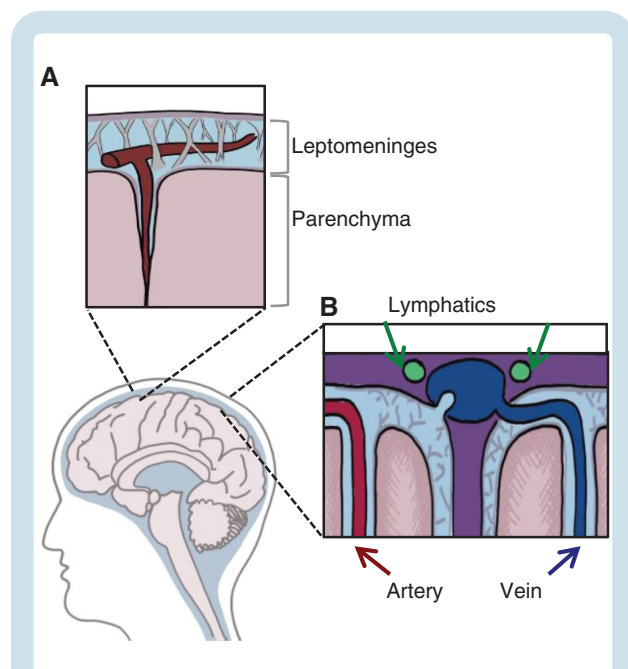 A
Leptomeninges
Parenchyma
B
Lymphatics
Artery
Vein